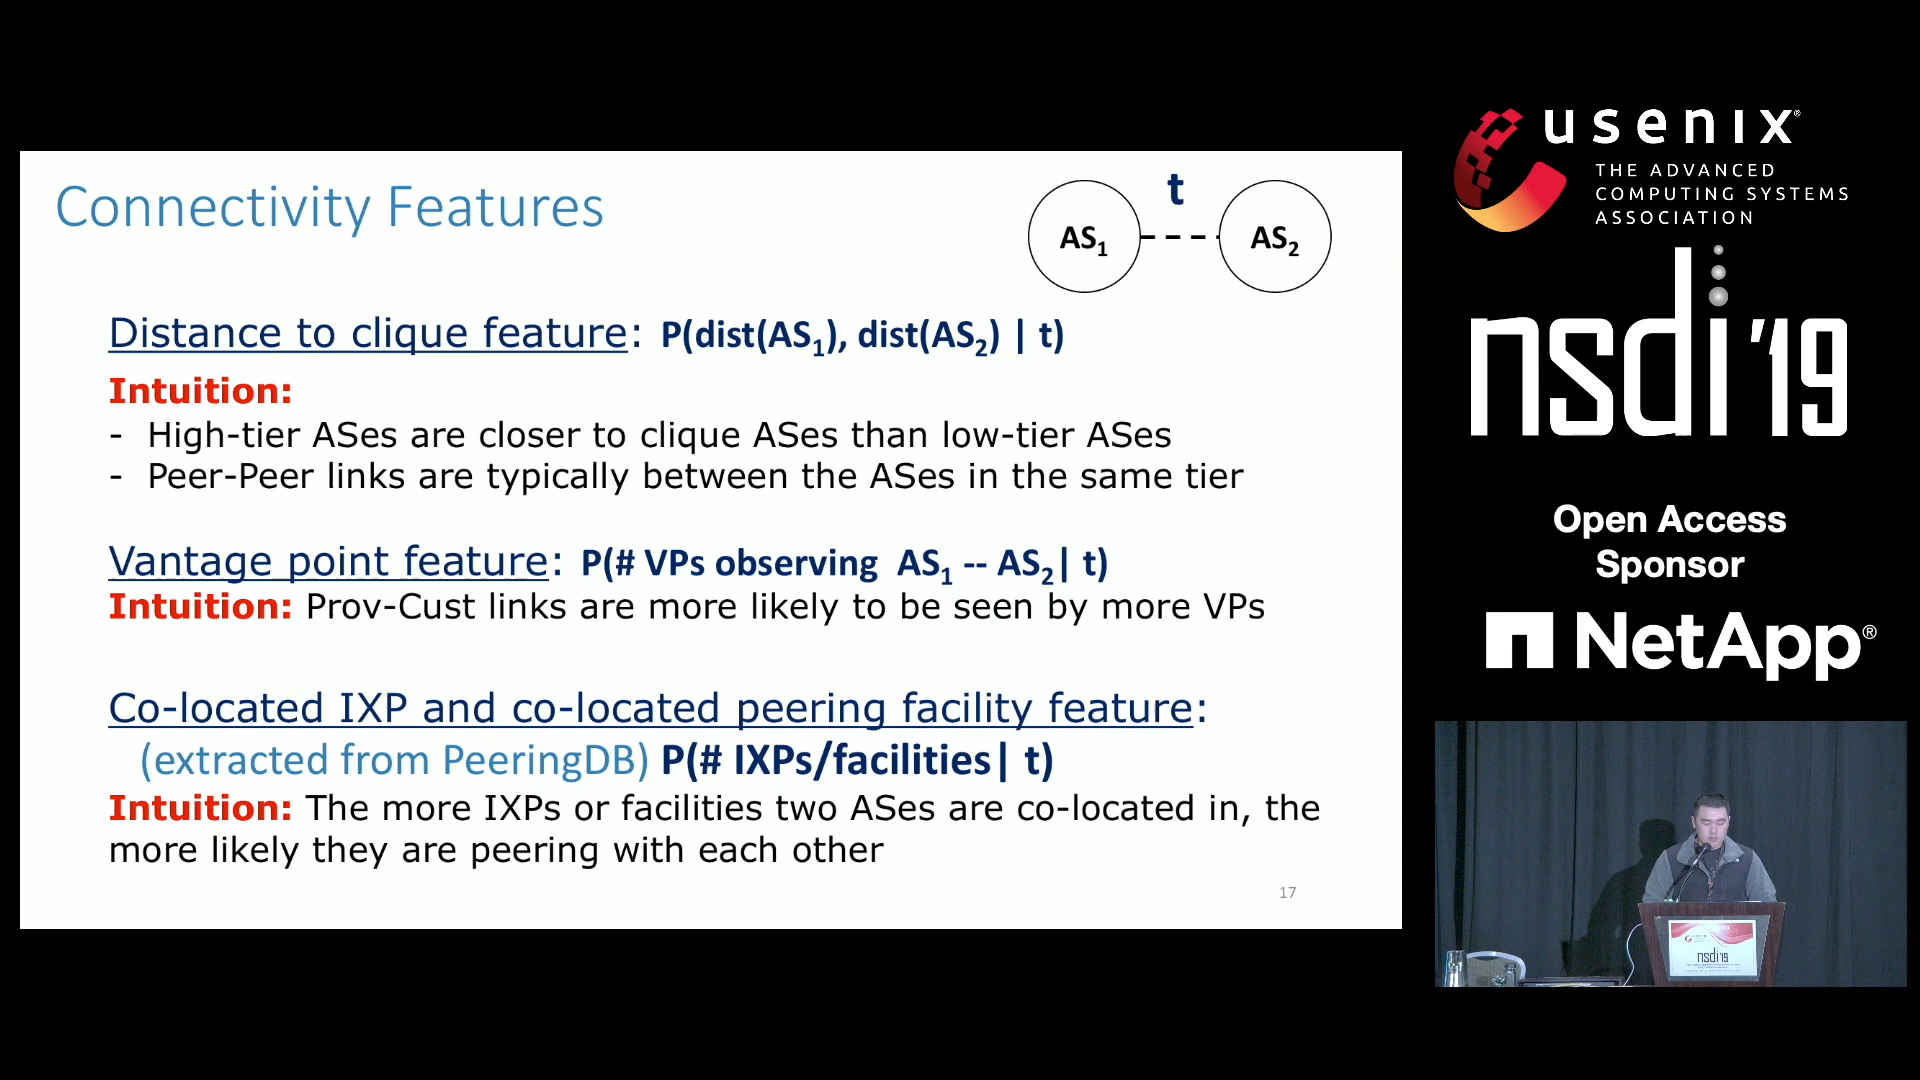 Connectivity Features
t
AS1
AS2
Distance to clique feature: P(dist(AS1), dist(AS2) | t)
Intuition:
- High-tier ASes are closer to clique ASes than low-tier ASes
- Peer-Peer links are typically between the ASes in the same tier
Vantage point feature: P(# VPs observing AS1 -- AS2| t)
Intuition: Prov-Cust links are more likely to be seen by more VPs
Co-located IXP and co-located peering facility feature:
(extracted from PeeringDB) P(# IXPs/facilities| t)
Intuition: The more IXPs or facilities two ASes are co-located in, the
more likely they are peering with each other
17
usenix®
THE ADVANCED
COMPUTING SYSTEMS
ASSOCIATION
nsdi '19
Open Access
Sponsor
NetApp®
nsdi'19